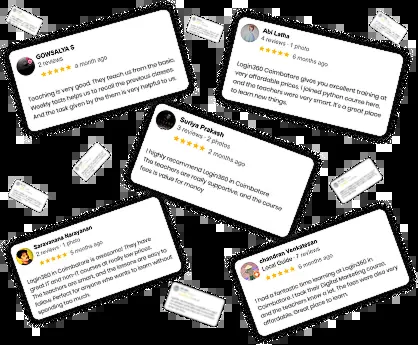 GOWSALYA S
2 reviews
★★★★★ a month ago
Teaching is very good. They teach us from the basic.
Weekly tests helps us to recall the previous classes.
And the task given by the them is very helpful to us.
Abi Latha
4 reviews · 1 photo
★★★★★ 6 months ago
Login360 Coimbatore gives you excellent training at
very affordable prices. I joined python course here,
and the teachers were very smart. It's a great place
to learn new things.
Suriya Prakash
3 reviews · 2 photos
★★★★★ 2 months ago
I highly recommend Login360 in Coimbatore
The teachers are really supportive, and the course
fees is value for money.
Saravanana Narayanan
2 reviews · 1 photo
★★★★★ 5 months ago
Login360 in Coimbatore is awesome! They have
great IT and non-IT courses at really low prices.
The teachers are smart, and the lessons are easy to
follow. Perfect for anyone who wants to learn without
spending too much.
chandran Venkatesan
Local Guide · 7 reviews
★★★★★ 5 months ago
I had a fantastic time learning at Login360 in
Coimbatore. I took their Digital Marketing course,
and the teachers know a lot. The fees were also very
affordable. Great place to learn.